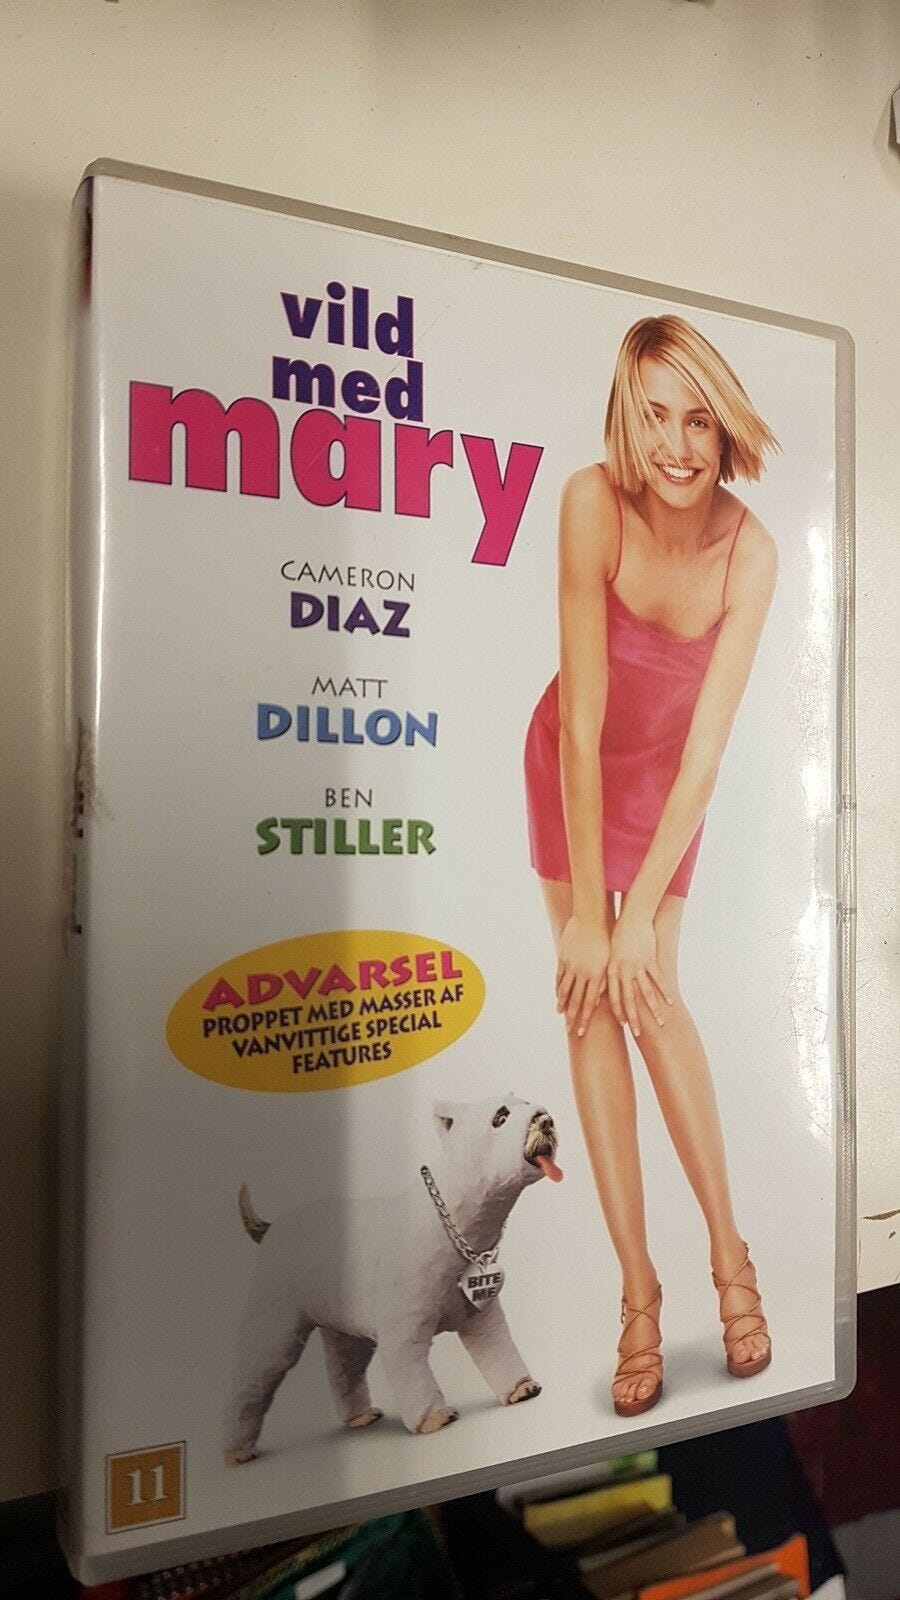 vild
med
mary
CAMERON
DIAZ
MATT
DILLON
BEN
STILLER
ADVARSEL
PROPPET MED MASSER AF
VANVITTIGE SPECIAL
FEATURES
BITE
ME
11